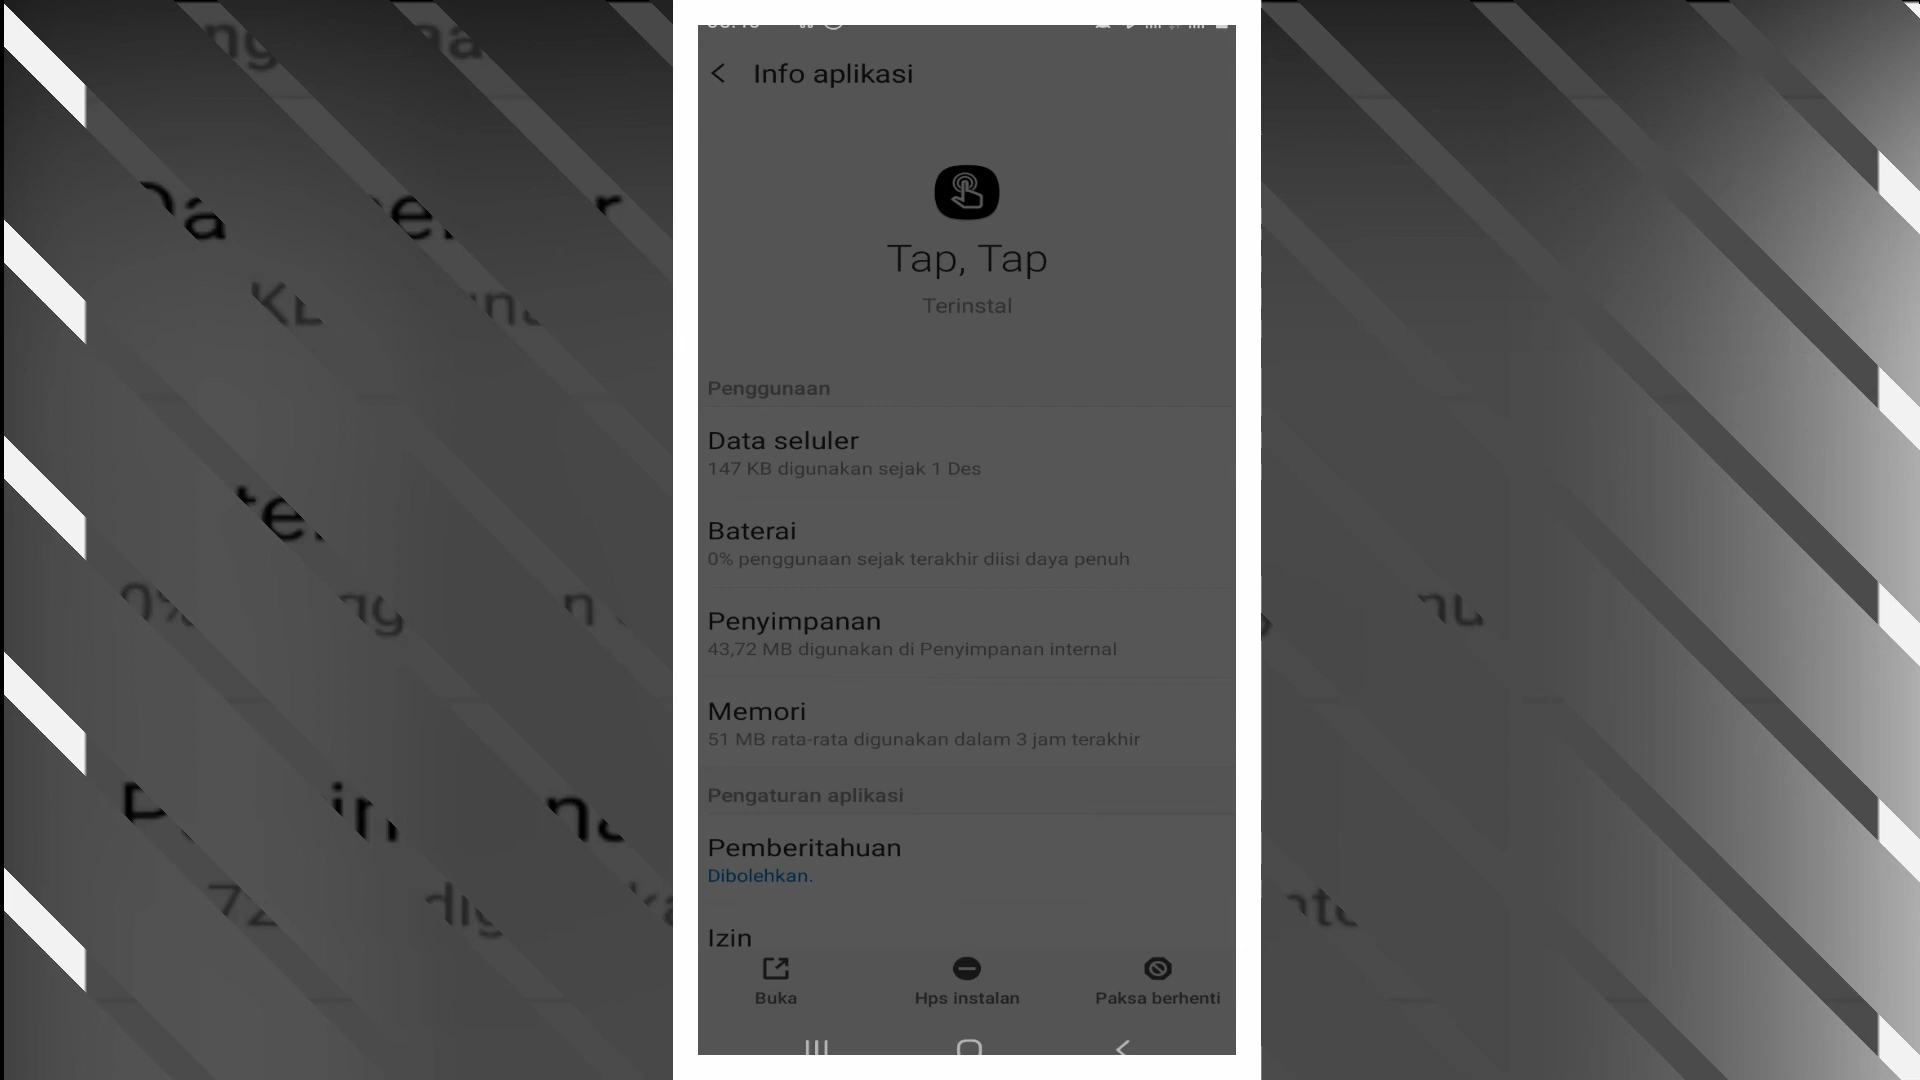 Info aplikasi
Tap, Tap
Terinstal
Penggunaan
Data seluler
147 KB digunakan sejak 1 Des
Baterai
0% penggunaan sejak terakhir diisi daya penuh
Penyimpanan
43,72 MB digunakan di Penyimpanan internal
Memori
51 MB rata-rata digunakan dalam 3 jam terakhir
Pengaturan aplikasi
Pemberitahuan
Dibolehkan.
Izin
Buka
Hps instalan
Paksa berhenti